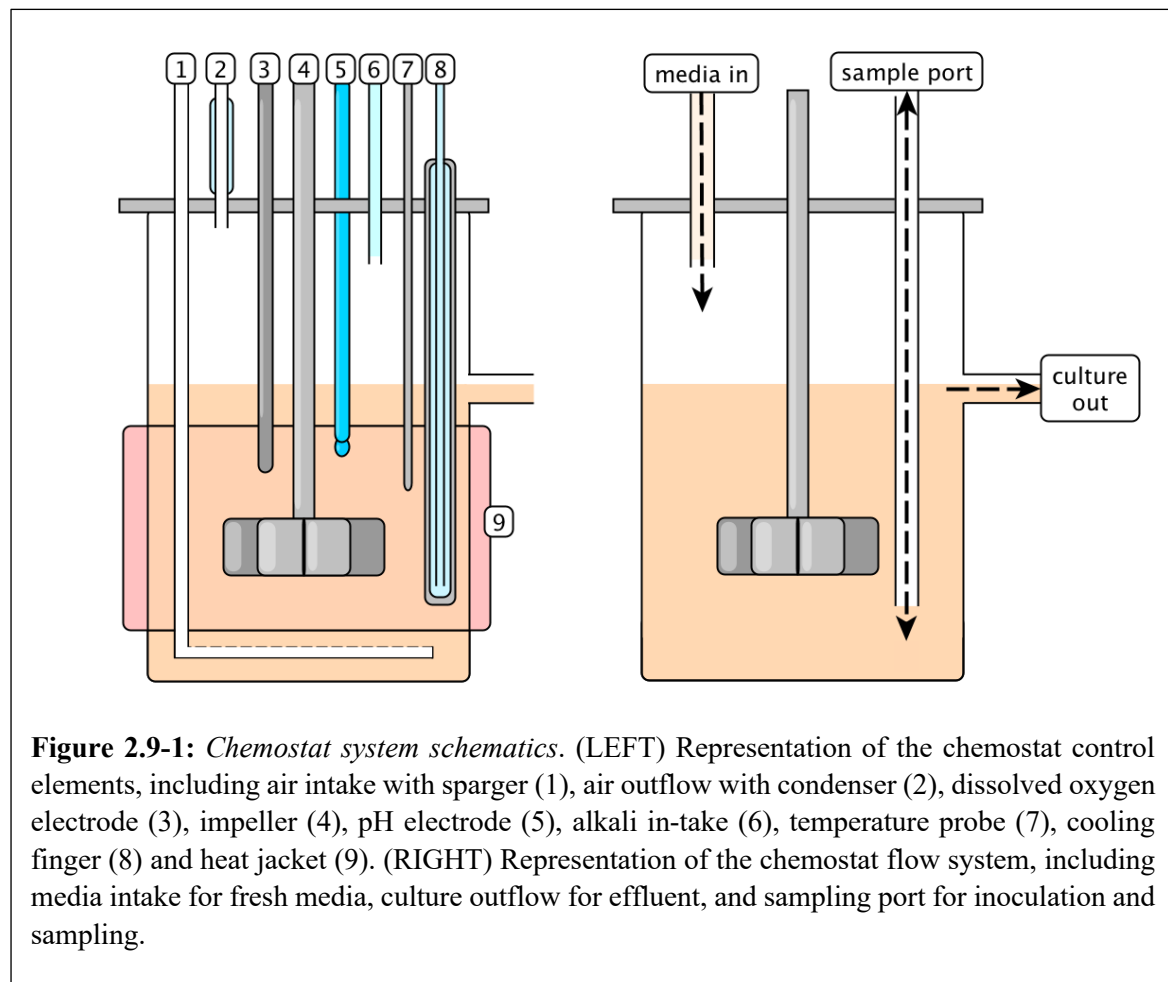 1 2 3 4 5 6 7 8
9
media in
sample port
culture
out
Figure 2.9-1: Chemostat system schematics. (LEFT) Representation of the chemostat control
elements, including air intake with sparger (1), air outflow with condenser (2), dissolved oxygen
electrode (3), impeller (4), pH electrode (5), alkali in-take (6), temperature probe (7), cooling
finger (8) and heat jacket (9). (RIGHT) Representation of the chemostat flow system, including
media intake for fresh media, culture outflow for effluent, and sampling port for inoculation and
sampling.